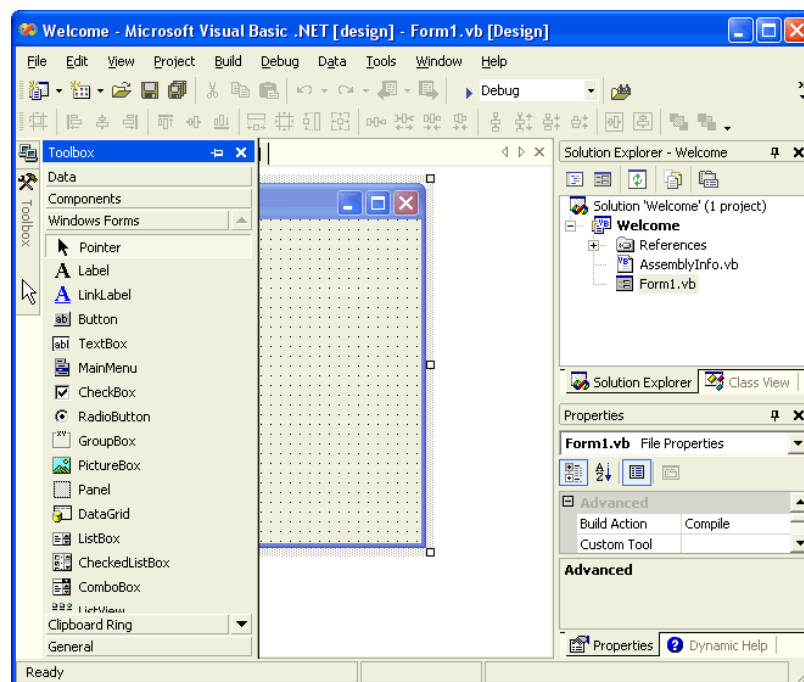 Welcome - Microsoft Visual Basic .NET [design] - Form1.vb [Design]
File Edit View Project Build Debug Data Tools Window Help
Debug
Toolbox
Toolbox
Data
Components
Windows Forms
Pointer
A Label
A LinkLabel
ab Button
abl TextBox
MainMenu
CheckBox
RadioButton
XY GroupBox
PictureBox
Panel
DataGrid
ListBox
CheckedListBox
ComboBox
ListView
Clipboard Ring
General
Solution Explorer - Welcome
Solution 'Welcome' (1 project)
Welcome
References
AssemblyInfo.vb
Form1.vb
Solution Explorer Class View
Properties
Form1.vb File Properties
Advanced
Build Action Compile
Custom Tool
Advanced
Properties Dynamic Help
Ready